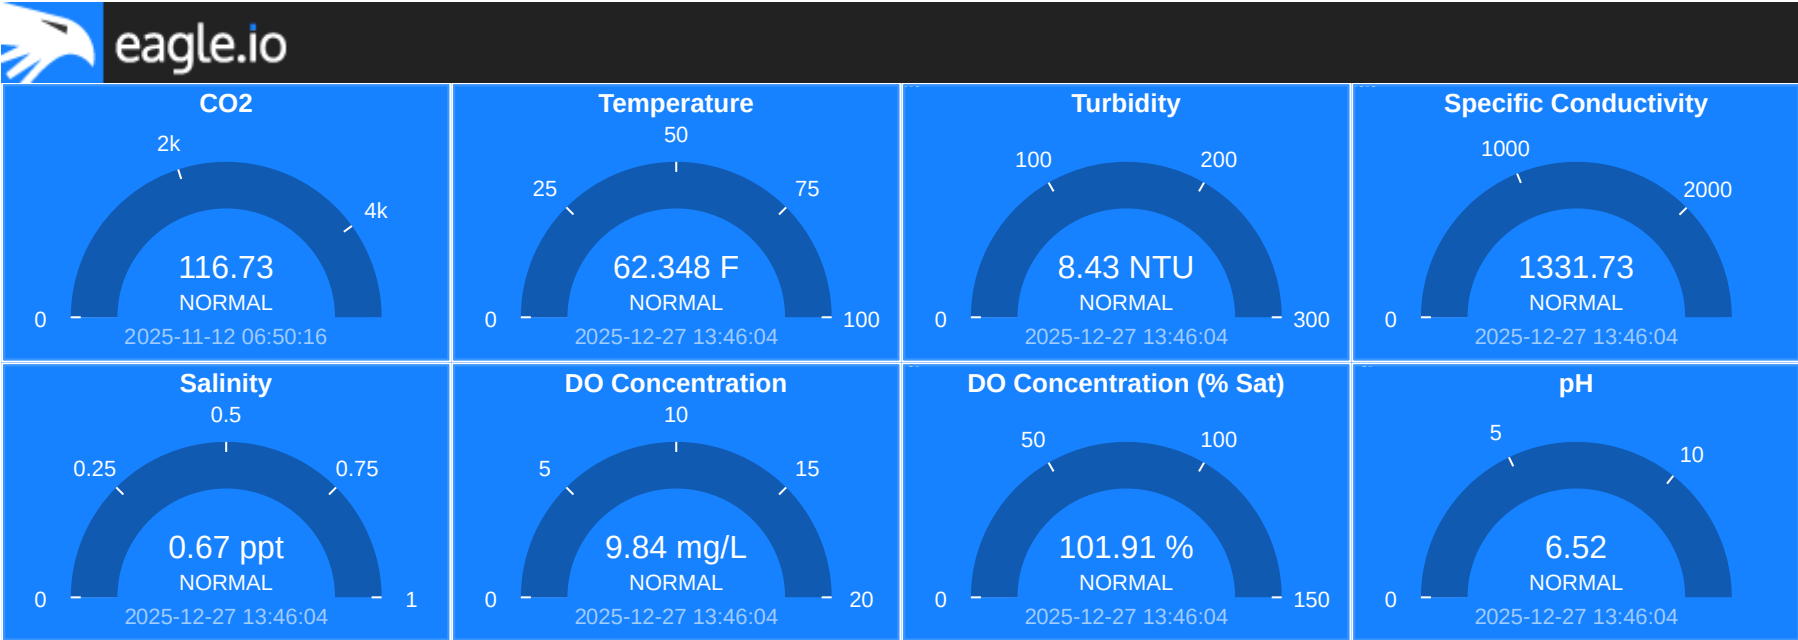 eagle.io
CO2
2k
4k
116.73
NORMAL
0
2025-11-12 06:50:16
Temperature
50
25
75
62.348 F
NORMAL
0
100
2025-12-27 13:46:04
Turbidity
100
200
8.43 NTU
NORMAL
0
300
2025-12-27 13:46:04
Specific Conductivity
1000
2000
1331.73
NORMAL
0
2025-12-27 13:46:04
Salinity
0.5
0.25
0.75
0.67 ppt
NORMAL
0
1
2025-12-27 13:46:04
DO Concentration
10
5
15
9.84 mg/L
NORMAL
0
20
2025-12-27 13:46:04
DO Concentration (% Sat)
50
100
101.91 %
NORMAL
0
150
2025-12-27 13:46:04
pH
5
10
6.52
NORMAL
0
2025-12-27 13:46:04